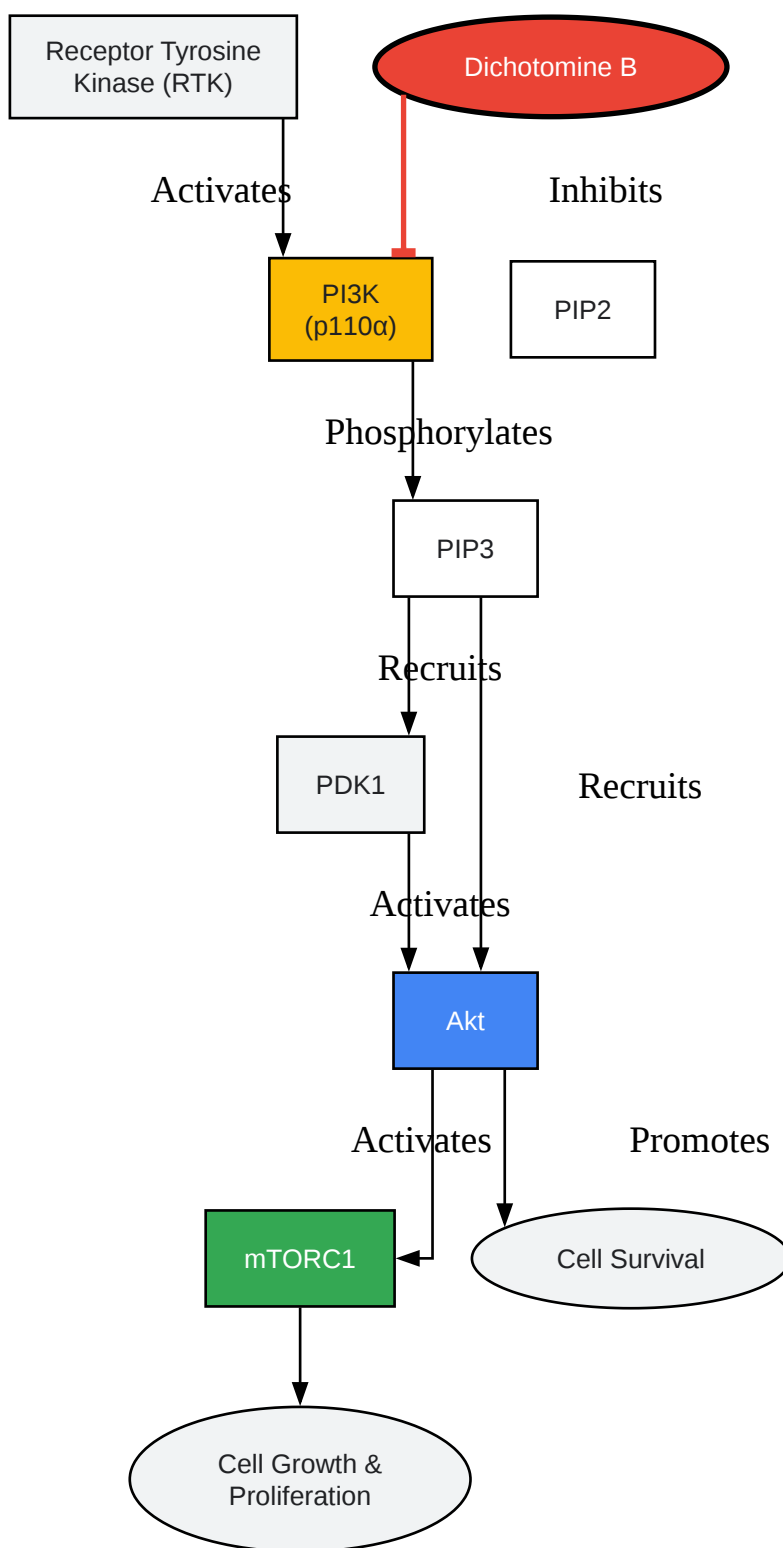 Receptor Tyrosine
Kinase (RTK)
Dichotomine B
Activates
Inhibits
PI3K
(p110α)
PIP2
Phosphorylates
PIP3
Recruits
PDK1
Recruits
Activates
Akt
Activates
Promotes
mTORC1
Cell Survival
Cell Growth &
Proliferation